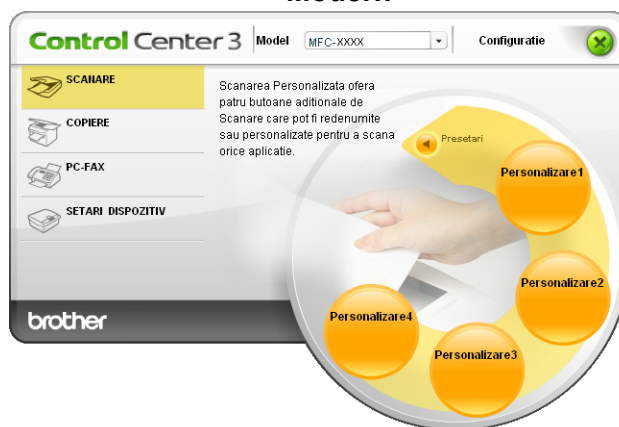 Control Center 3 Model MFC-XXXX Configuratie
SCANARE
COPIERE
PC-FAX
SETARI DISPOZITIV
Scanarea Personalizata ofera
patru butoane aditionale de
Scanare care pot fi redenumite
sau personalizate pentru a scana
orice aplicatie.
Presetari
Personalizare1
Personalizare2
Personalizare3
Personalizare4
brother